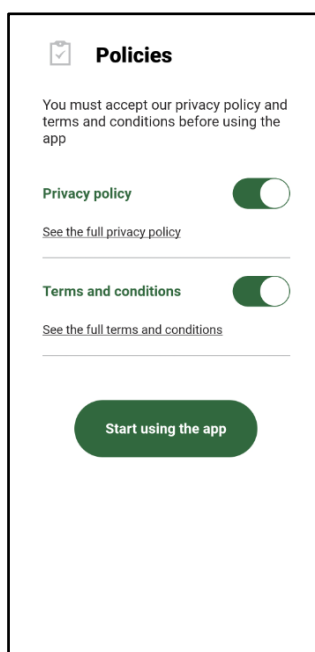 Policies
You must accept our privacy policy and
terms and conditions before using the
app
Privacy policy
See the full privacy policy
Terms and conditions
See the full terms and conditions
Start using the app